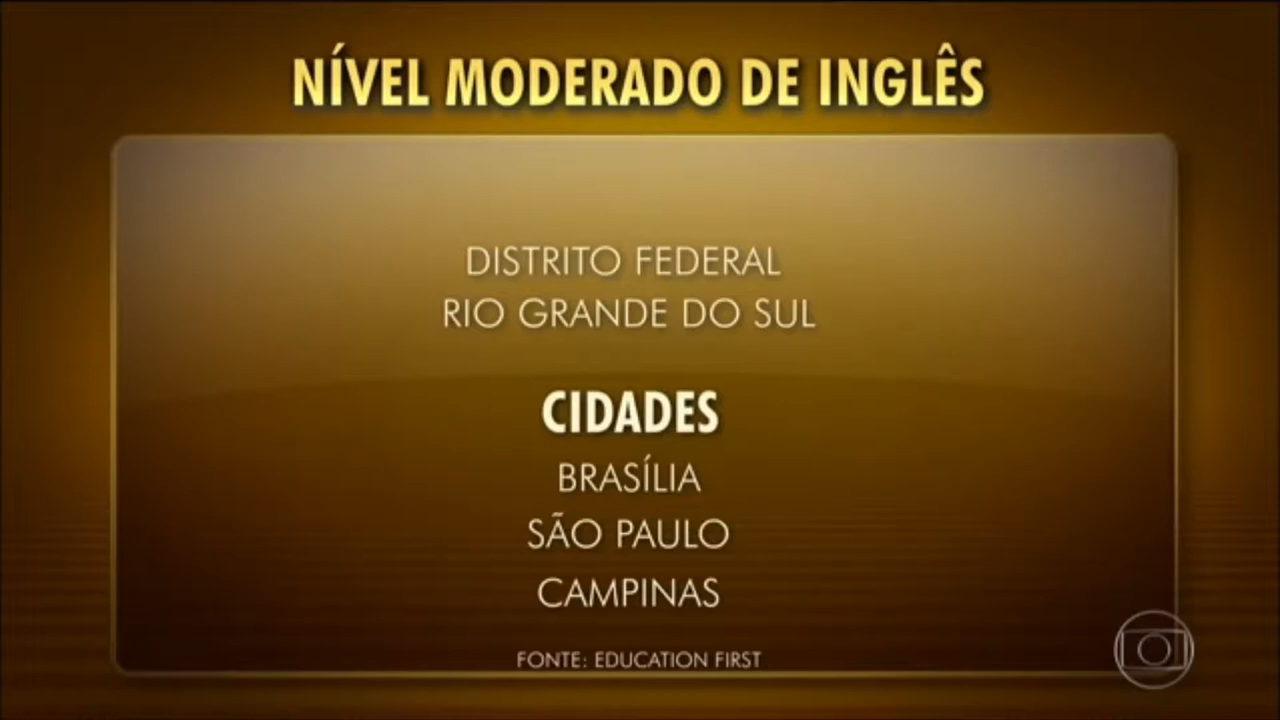 NÍVEL MODERADO DE INGLÊS
DISTRITO FEDERAL
RIO GRANDE DO SUL
CIDADES
BRASÍLIA
SÃO PAULO
CAMPINAS
FONTE: EDUCATION FIRST